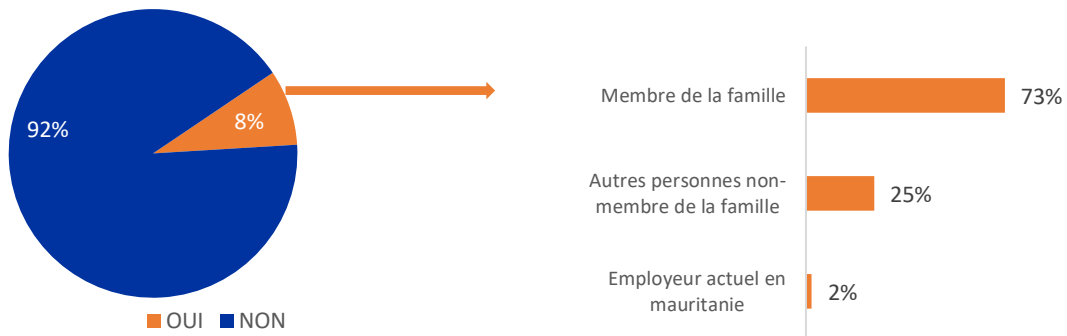 92%
8%
OUI NON
Membre de la famille
73%
Autres personnes non-
membre de la famille
25%
Employeur actuel en
mauritanie
2%